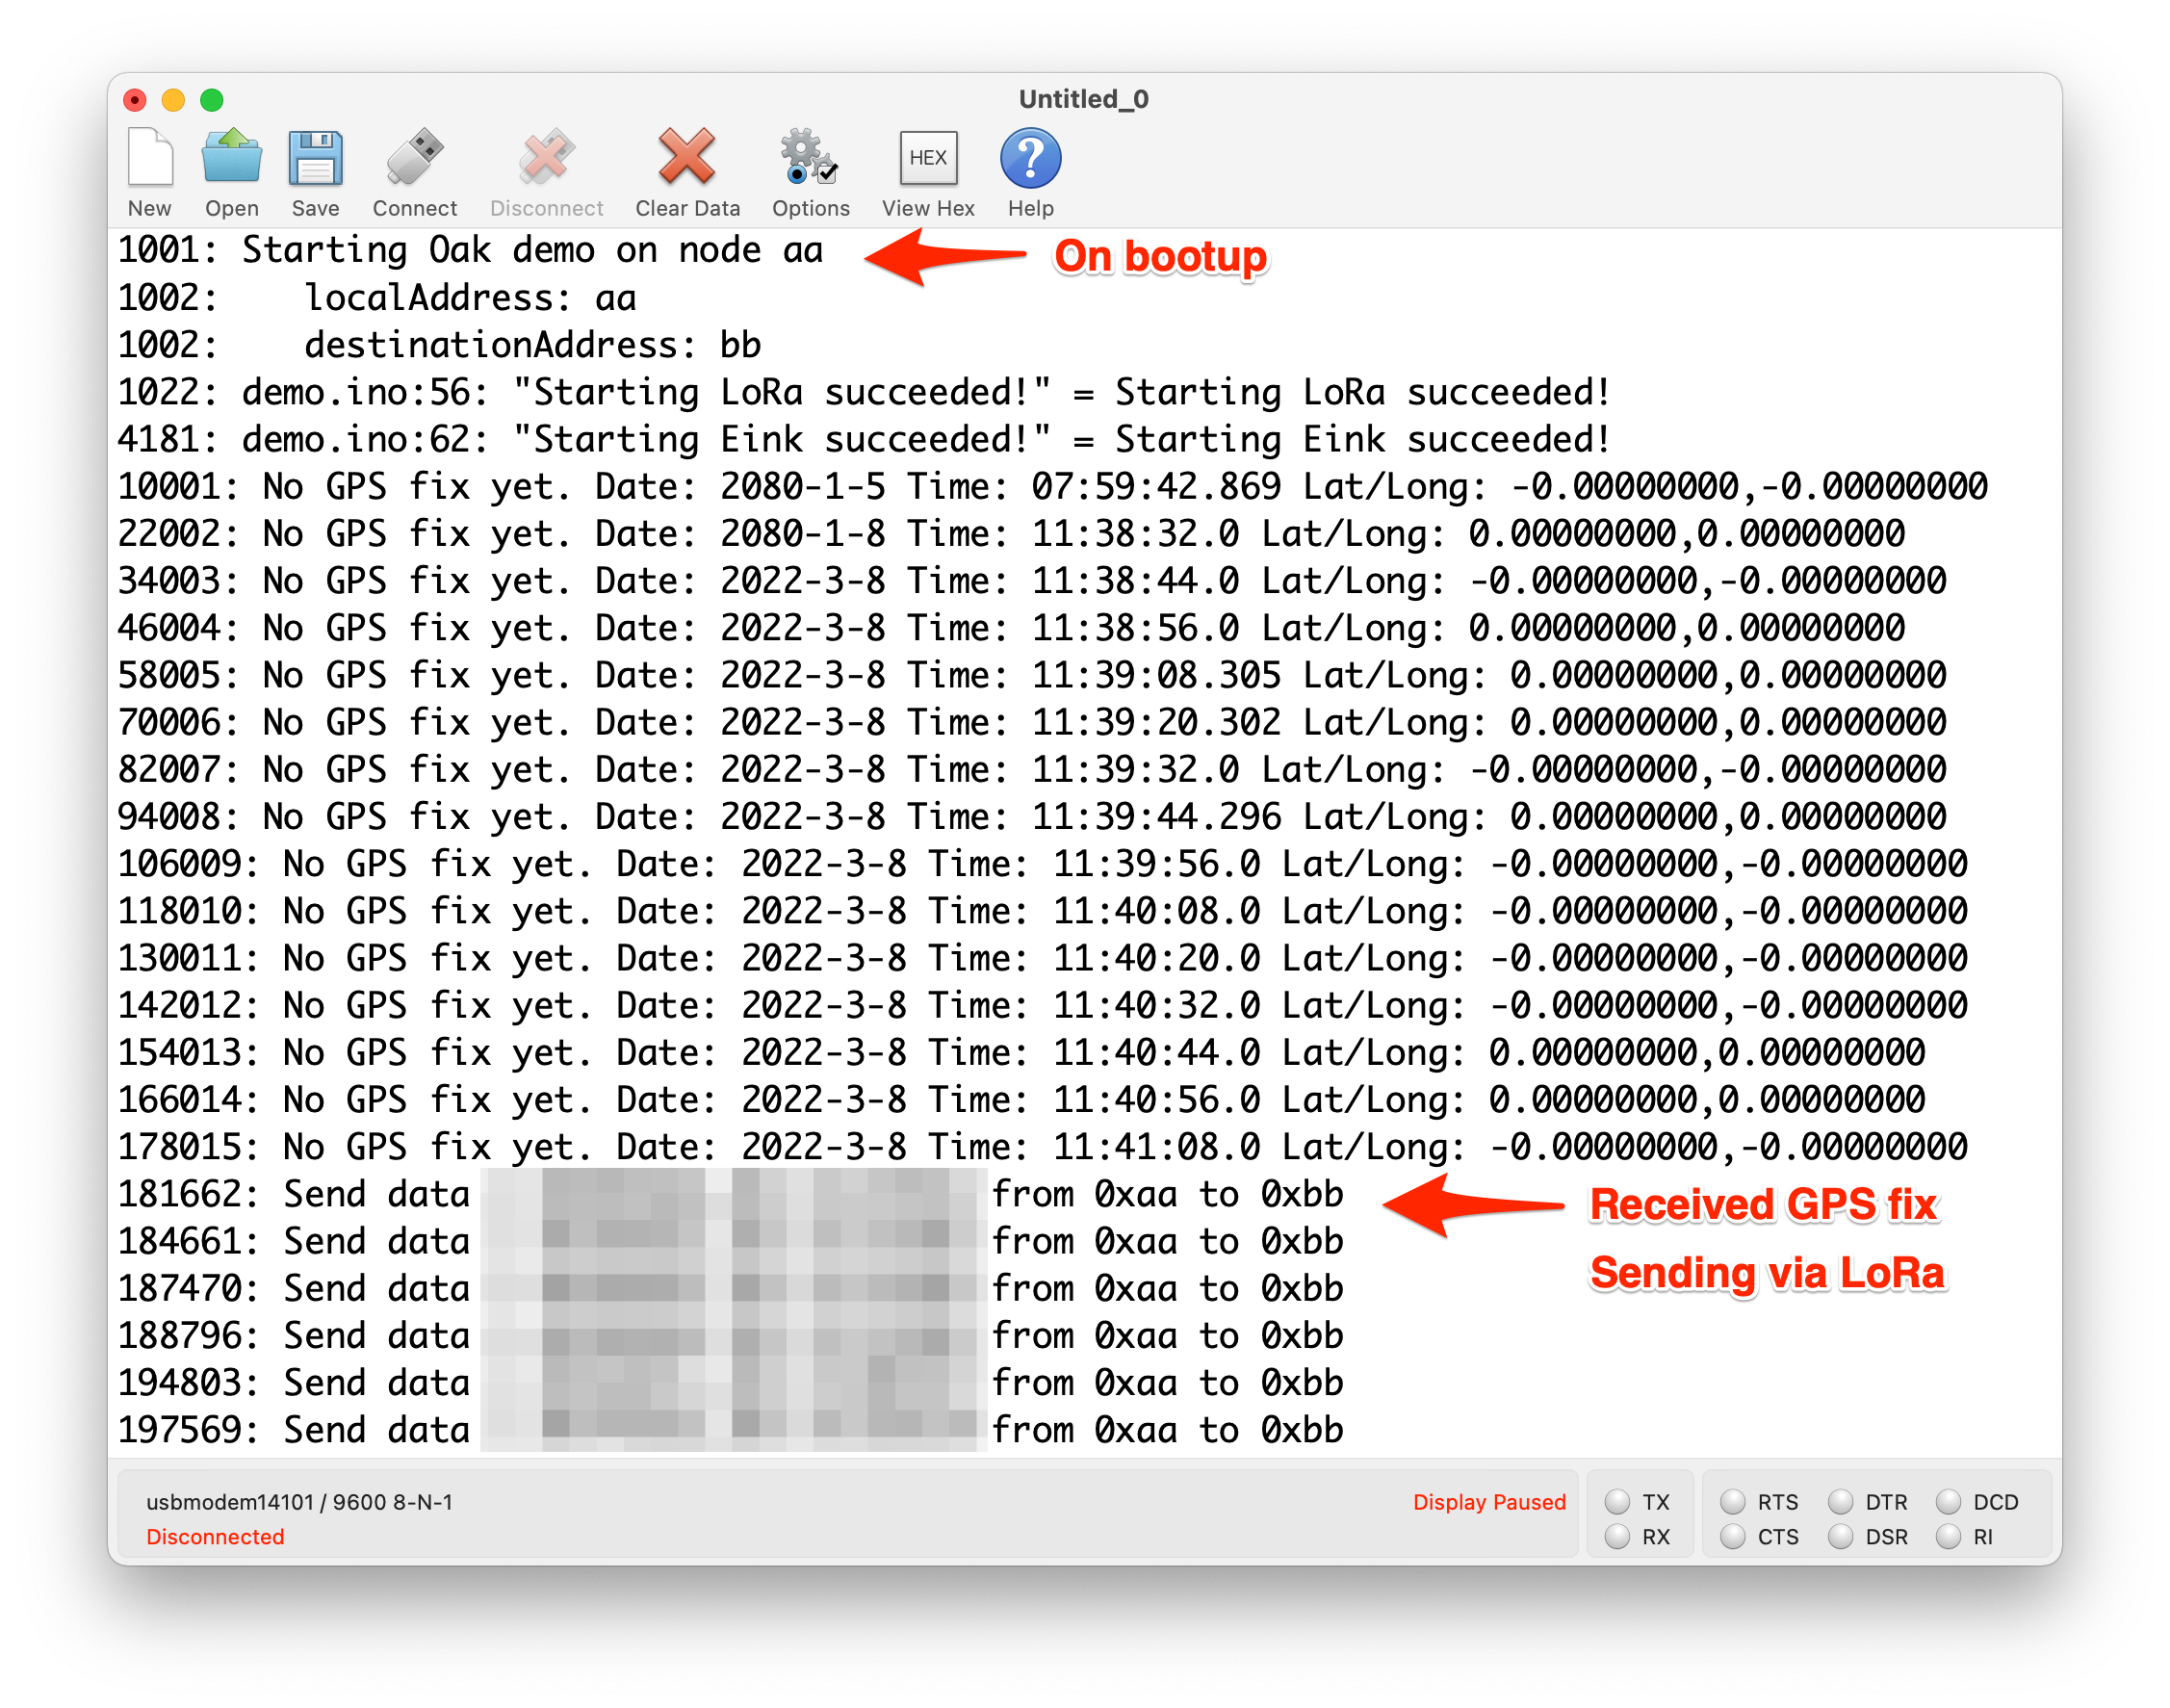 Untitled_0
New Open Save Connect Disconnect Clear Data Options HEX View Hex ? Help
1001: Starting Oak demo on node aa On bootup
1002:    localAddress: aa
1002:    destinationAddress: bb
1022: demo.ino:56: "Starting LoRa succeeded!" = Starting LoRa succeeded!
4181: demo.ino:62: "Starting Eink succeeded!" = Starting Eink succeeded!
10001: No GPS fix yet. Date: 2080-1-5 Time: 07:59:42.869 Lat/Long: -0.00000000,-0.00000000
22002: No GPS fix yet. Date: 2080-1-8 Time: 11:38:32.0 Lat/Long: 0.00000000,0.00000000
34003: No GPS fix yet. Date: 2022-3-8 Time: 11:38:44.0 Lat/Long: -0.00000000,-0.00000000
46004: No GPS fix yet. Date: 2022-3-8 Time: 11:38:56.0 Lat/Long: 0.00000000,0.00000000
58005: No GPS fix yet. Date: 2022-3-8 Time: 11:39:08.305 Lat/Long: 0.00000000,0.00000000
70006: No GPS fix yet. Date: 2022-3-8 Time: 11:39:20.302 Lat/Long: 0.00000000,0.00000000
82007: No GPS fix yet. Date: 2022-3-8 Time: 11:39:32.0 Lat/Long: -0.00000000,-0.00000000
94008: No GPS fix yet. Date: 2022-3-8 Time: 11:39:44.296 Lat/Long: 0.00000000,0.00000000
106009: No GPS fix yet. Date: 2022-3-8 Time: 11:39:56.0 Lat/Long: -0.00000000,-0.00000000
118010: No GPS fix yet. Date: 2022-3-8 Time: 11:40:08.0 Lat/Long: -0.00000000,-0.00000000
130011: No GPS fix yet. Date: 2022-3-8 Time: 11:40:20.0 Lat/Long: -0.00000000,-0.00000000
142012: No GPS fix yet. Date: 2022-3-8 Time: 11:40:32.0 Lat/Long: -0.00000000,-0.00000000
154013: No GPS fix yet. Date: 2022-3-8 Time: 11:40:44.0 Lat/Long: 0.00000000,0.00000000
166014: No GPS fix yet. Date: 2022-3-8 Time: 11:40:56.0 Lat/Long: 0.00000000,0.00000000
178015: No GPS fix yet. Date: 2022-3-8 Time: 11:41:08.0 Lat/Long: -0.00000000,-0.00000000
181662: Send data from 0xaa to 0xbb Received GPS fix
184661: Send data from 0xaa to 0xbb Sending via LoRa
187470: Send data from 0xaa to 0xbb
188796: Send data from 0xaa to 0xbb
194803: Send data from 0xaa to 0xbb
197569: Send data from 0xaa to 0xbb
usbmodem14101 / 9600 8-N-1 Display Paused TX RTS DTR DCD
Disconnected RX CTS DSR RI